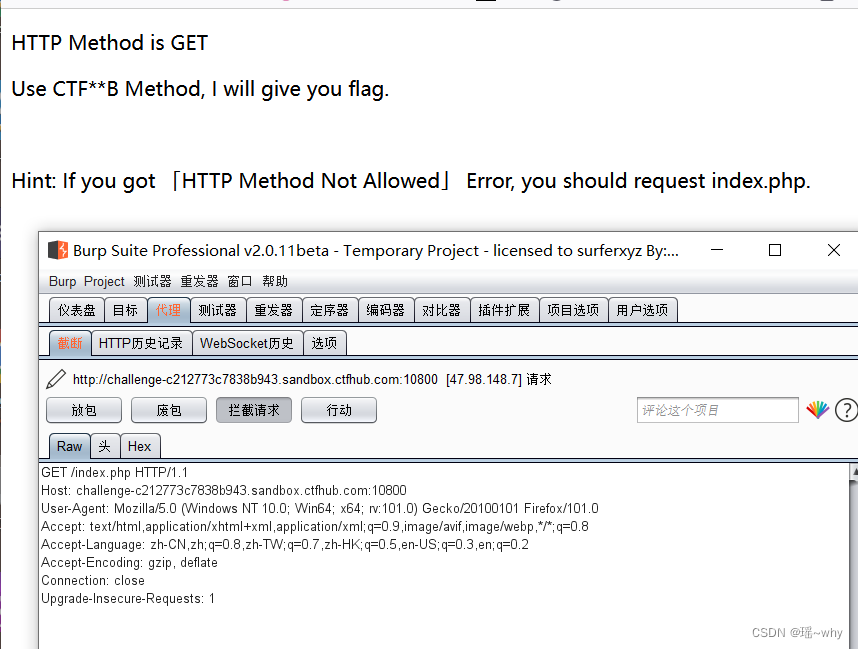 HTTP Method is GET
Use CTF**B Method, I will give you flag.
Hint: If you got 「HTTP Method Not Allowed」 Error, you should request index.php.
Burp Suite Professional v2.0.11beta - Temporary Project - licensed to surferxyz By:...
Burp Project 测试器 重发器 窗口 帮助
仪表盘 目标 代理 测试器 重发器 定序器 编码器 对比器 插件扩展 项目选项 用户选项
截断 HTTP历史记录 WebSocket历史 选项
http://challenge-c212773c7838b943.sandbox.ctfhub.com:10800 [47.98.148.7] 请求
放包 废包 拦截请求 行动 评论这个项目 ?
Raw 头 Hex
GET /index.php HTTP/1.1
Host: challenge-c212773c7838b943.sandbox.ctfhub.com:10800
User-Agent: Mozilla/5.0 (Windows NT 10.0; Win64; x64; rv:101.0) Gecko/20100101 Firefox/101.0
Accept: text/html,application/xhtml+xml,application/xml;q=0.9,image/avif,image/webp,*/*;q=0.8
Accept-Language: zh-CN,zh;q=0.8,zh-TW;q=0.7,zh-HK;q=0.5,en-US;q=0.3,en;q=0.2
Accept-Encoding: gzip, deflate
Connection: close
Upgrade-Insecure-Requests: 1
CSDN @瑶~why